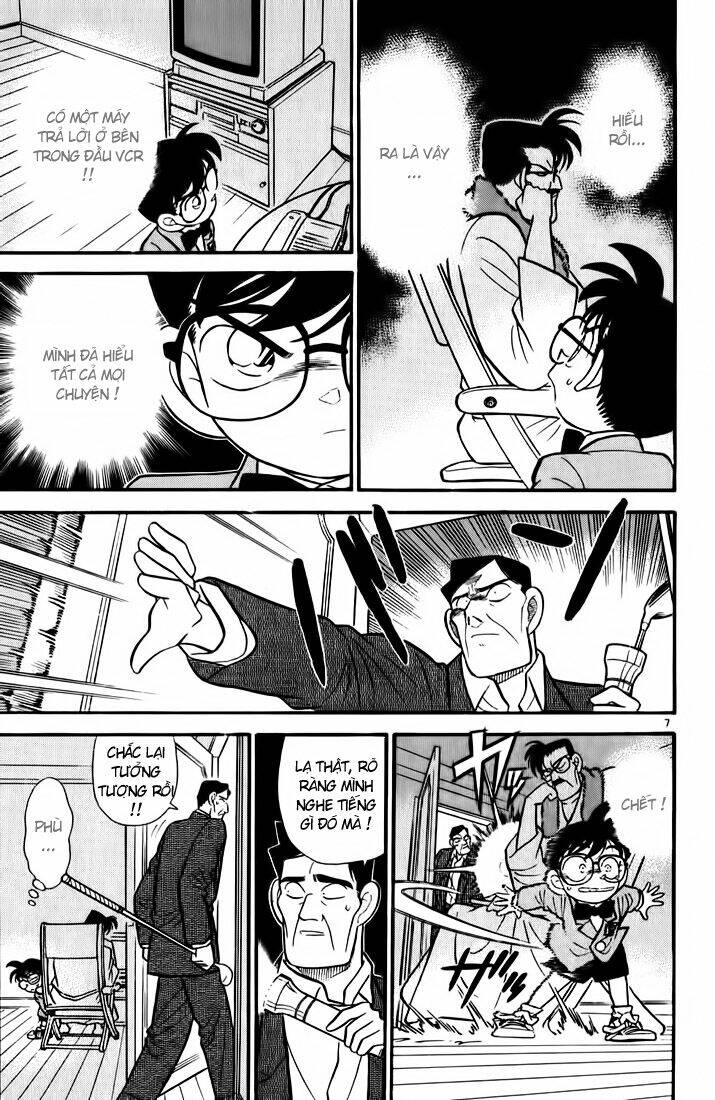 HIỂU
RỒI...
RA LÀ VẬY
...
CÓ MỘT MÁY
TRẢ LỜI Ở BÊN
TRONG ĐẦU VCR
!!
MÌNH ĐÃ HIỂU
TẤT CẢ MỌI
CHUYỆN !
7
CHẾT !
LẠ THẬT, RÕ
RÀNG MÌNH
NGHE TIẾNG
GÌ ĐÓ MÀ !
CHẮC LẠI
TƯỞNG
TƯỢNG RỒI
!!
PHÙ
...